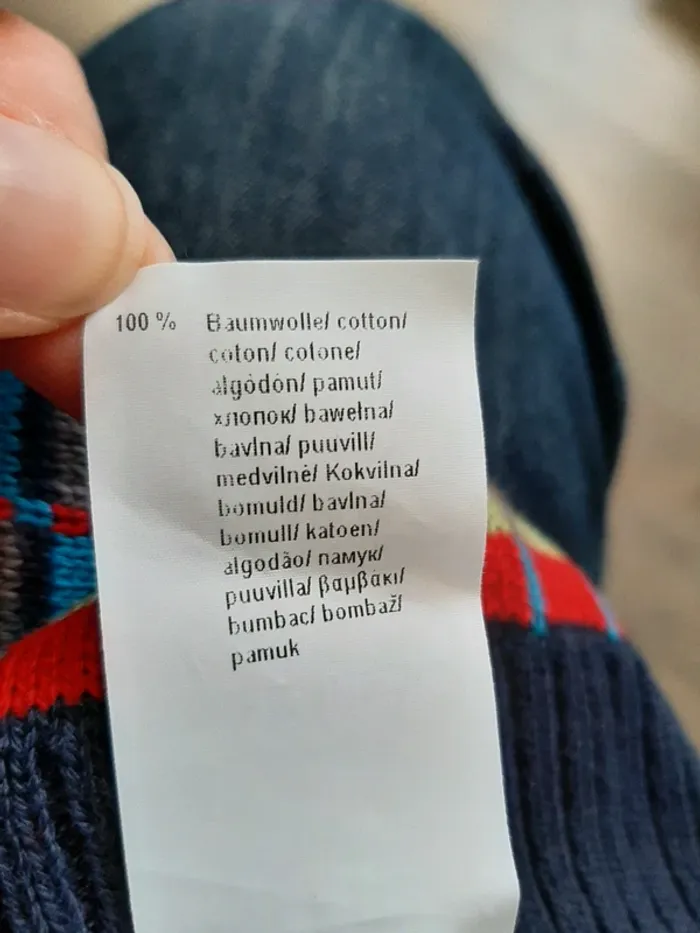 100 % Baumwolle/ cotton/
coton/ cotone/
algódón/ pamut/
хлопок/ bawełna/
bavlna/ puuvill/
medvilnė/ Kokvilna/
bomuld/ bavlna/
bomull/ katoen/
algodão/ памук/
puuvilla/ βαμβάκι/
bumbac/ bombaž/
pamuk